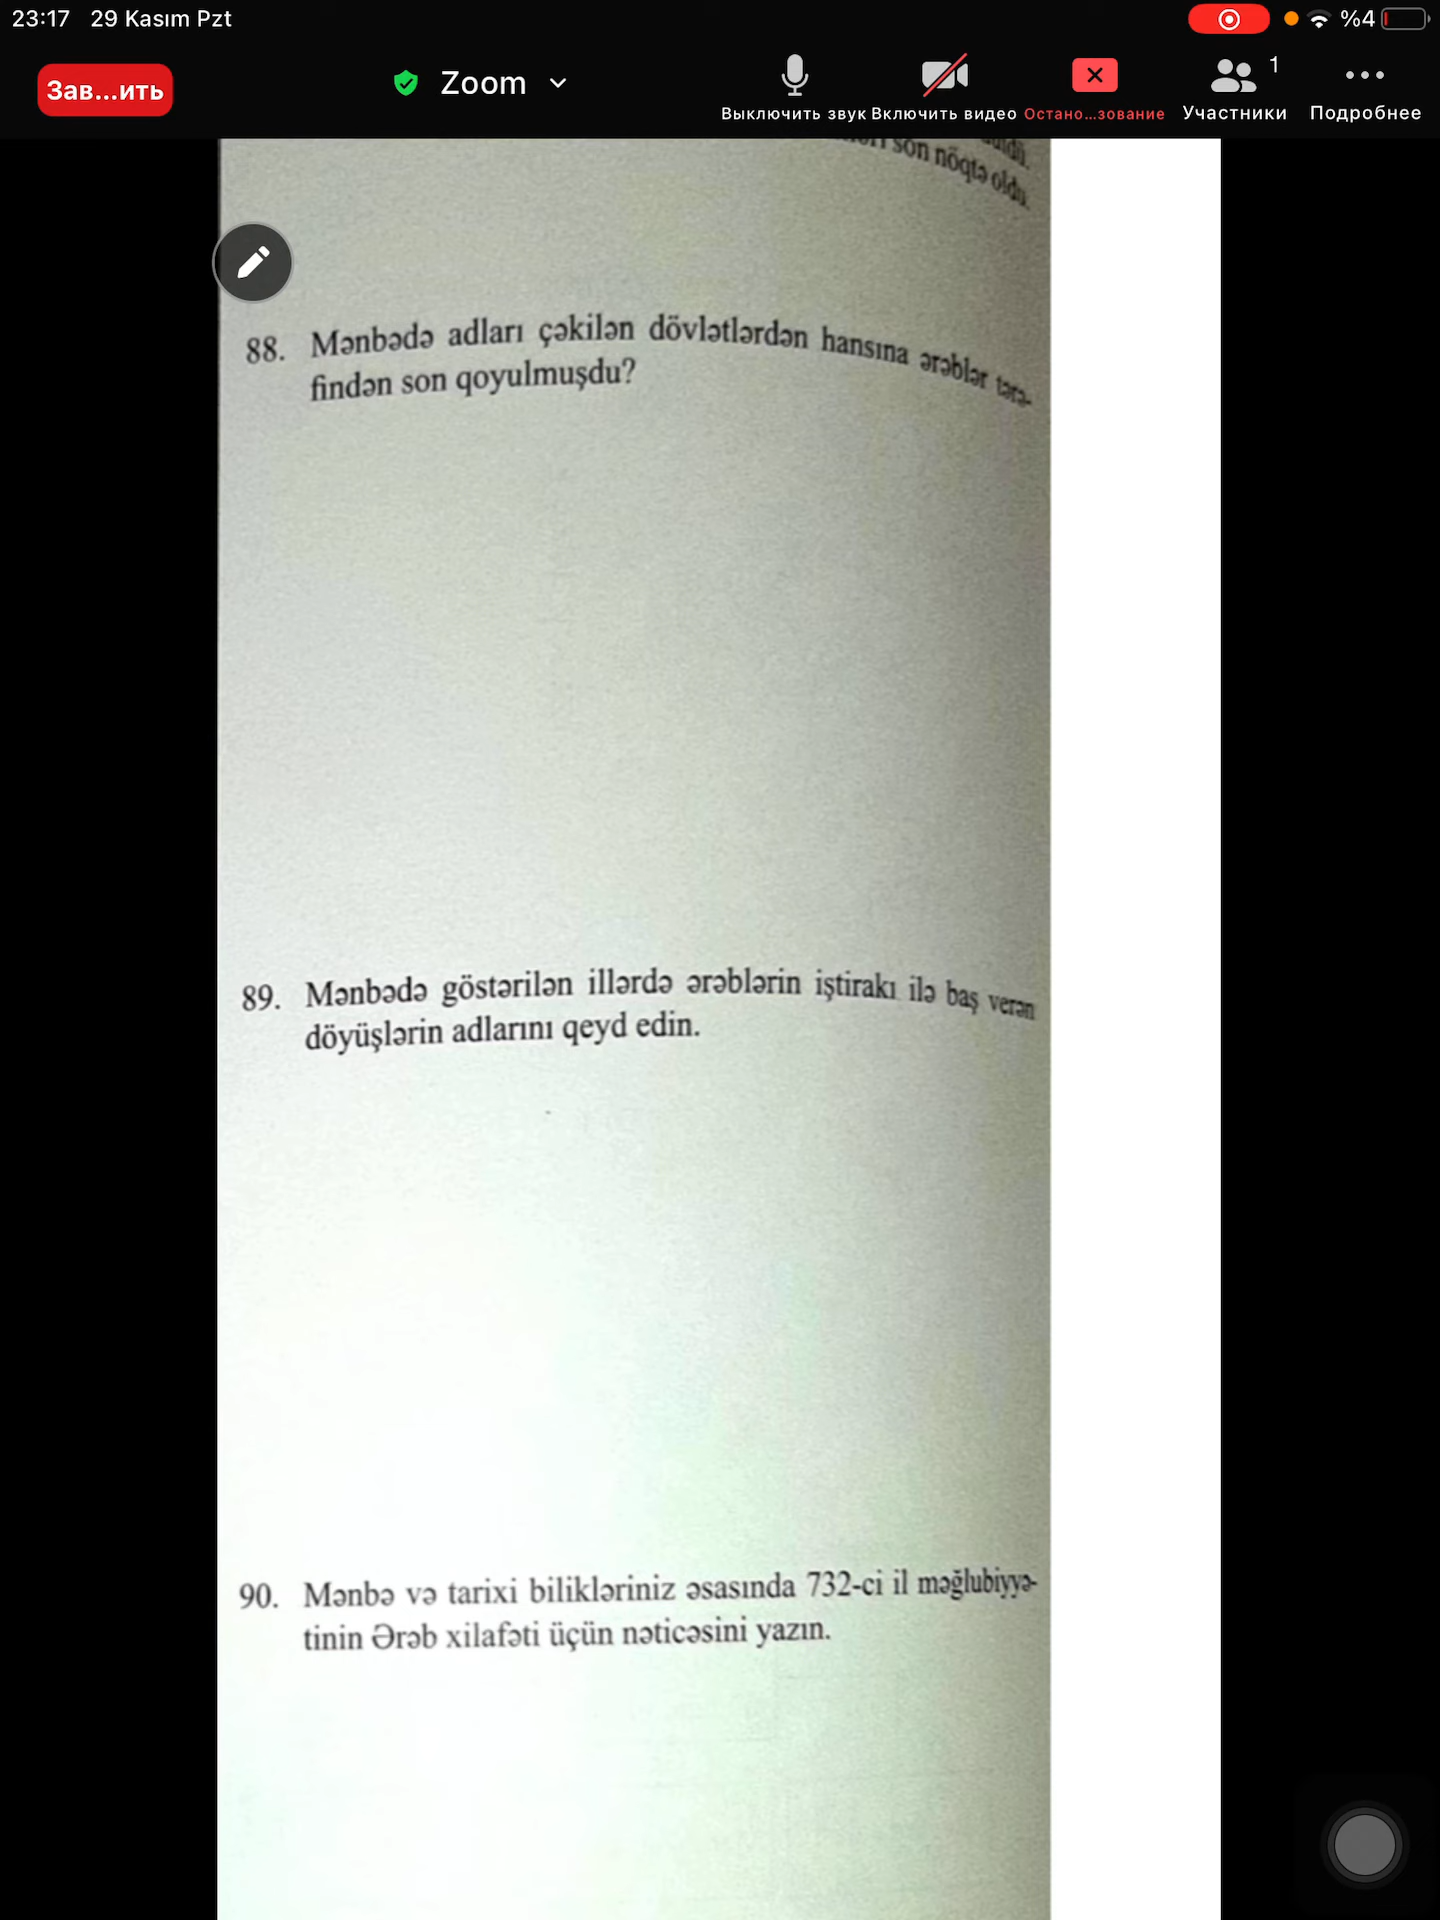 23:17 29 Kasım Pzt
%4
Зав...ить
Zoom
1
Выключить звук Включить видео Остано...зование Участники Подробнее
son nöqtə oldu.
88. Mənbədə adları çəkilən dövlətlərdən hansına ərəblər tərə-
findən son qoyulmuşdu?
89. Mənbədə göstərilən illərdə ərəblərin iştirakı ilə baş verən
döyüşlərin adlarını qeyd edin.
90. Mənbə və tarixi bilikləriniz əsasında 732-ci il məğlubiyyə-
tinin Ərəb xilafəti üçün nəticəsini yazın.